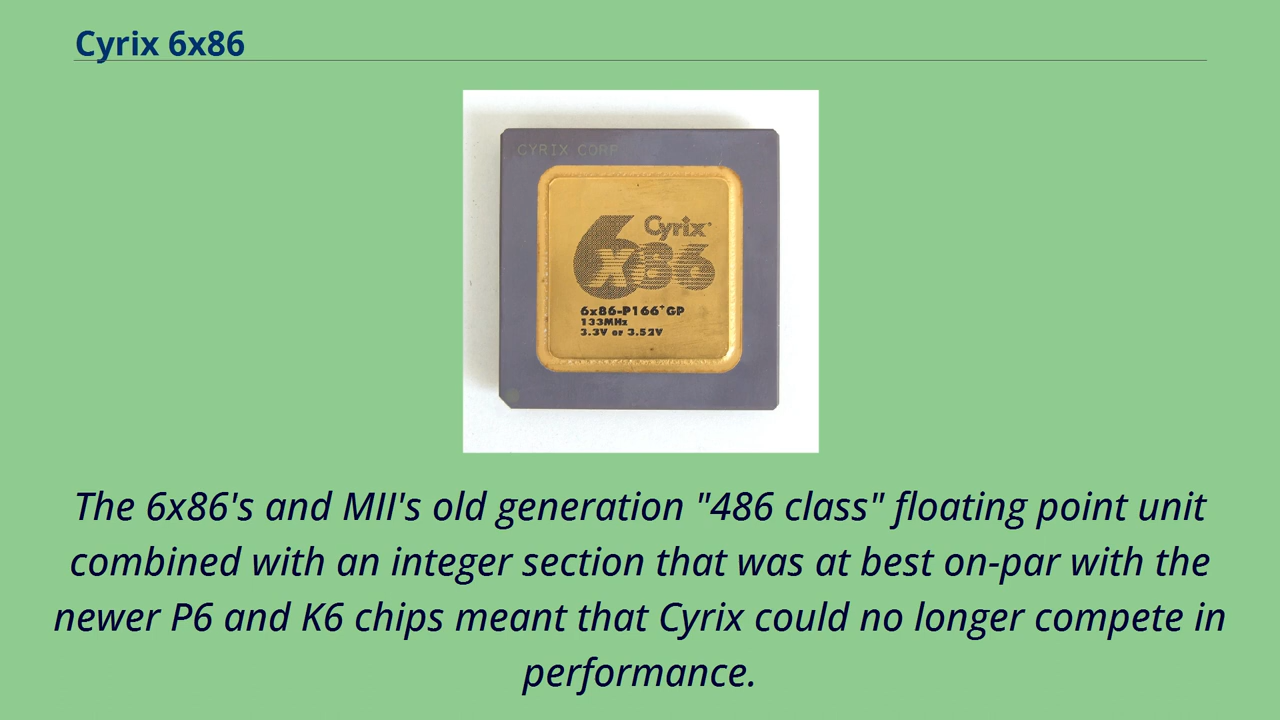 Cyrix 6x86
CYRIX CORP
Cyrix
6x86
6x86-P166+GP
133MHz
3.3V or 3.52V
The 6x86's and MII's old generation "486 class" floating point unit
combined with an integer section that was at best on-par with the
newer P6 and K6 chips meant that Cyrix could no longer compete in
performance.